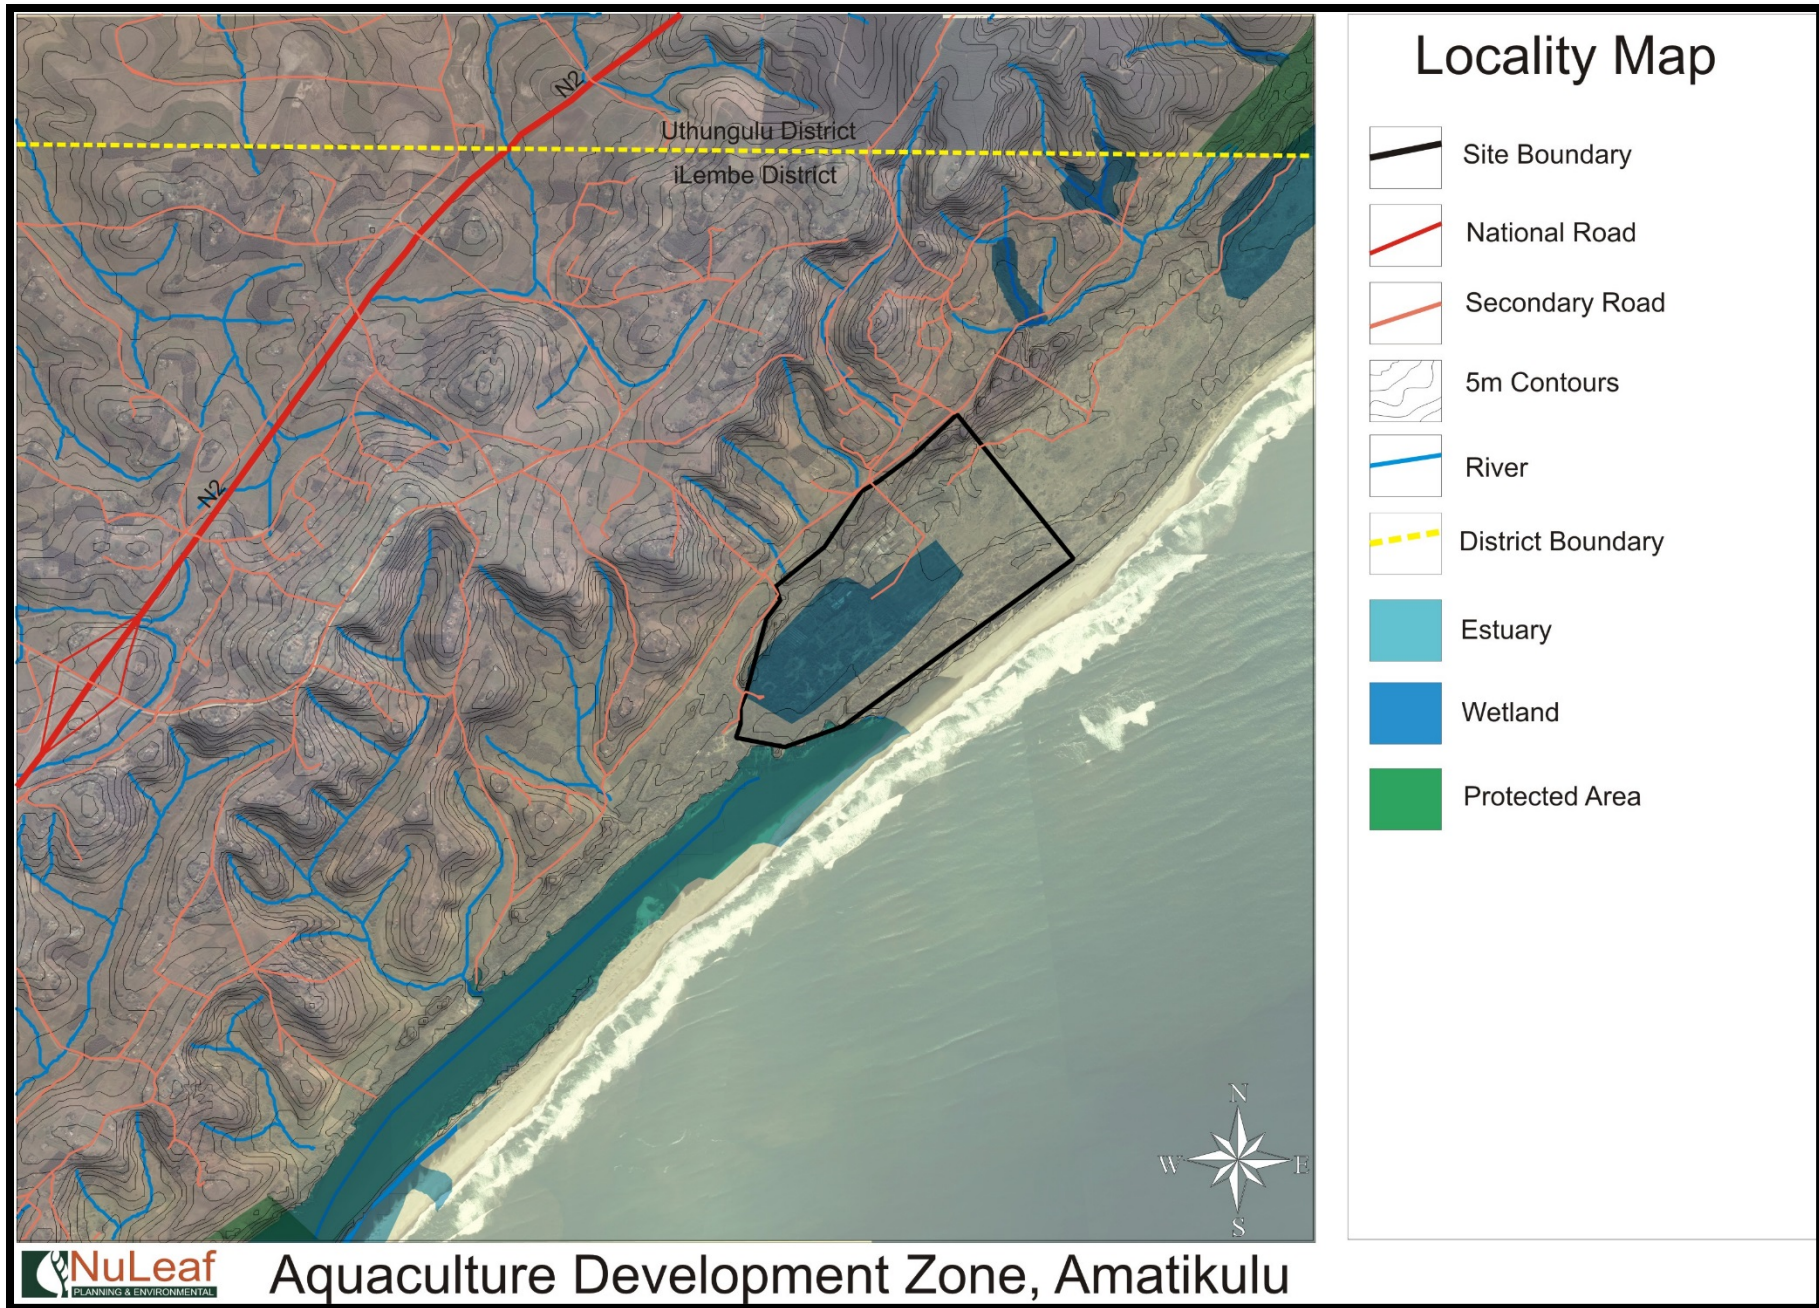 Locality Map
Site Boundary
National Road
Secondary Road
5m Contours
River
District Boundary
Estuary
Wetland
Protected Area
N2
Uthungulu District
iLembe District
N2
N
W E
S
NuLeaf
PLANNING & ENVIRONMENTAL
Aquaculture Development Zone, Amatikulu